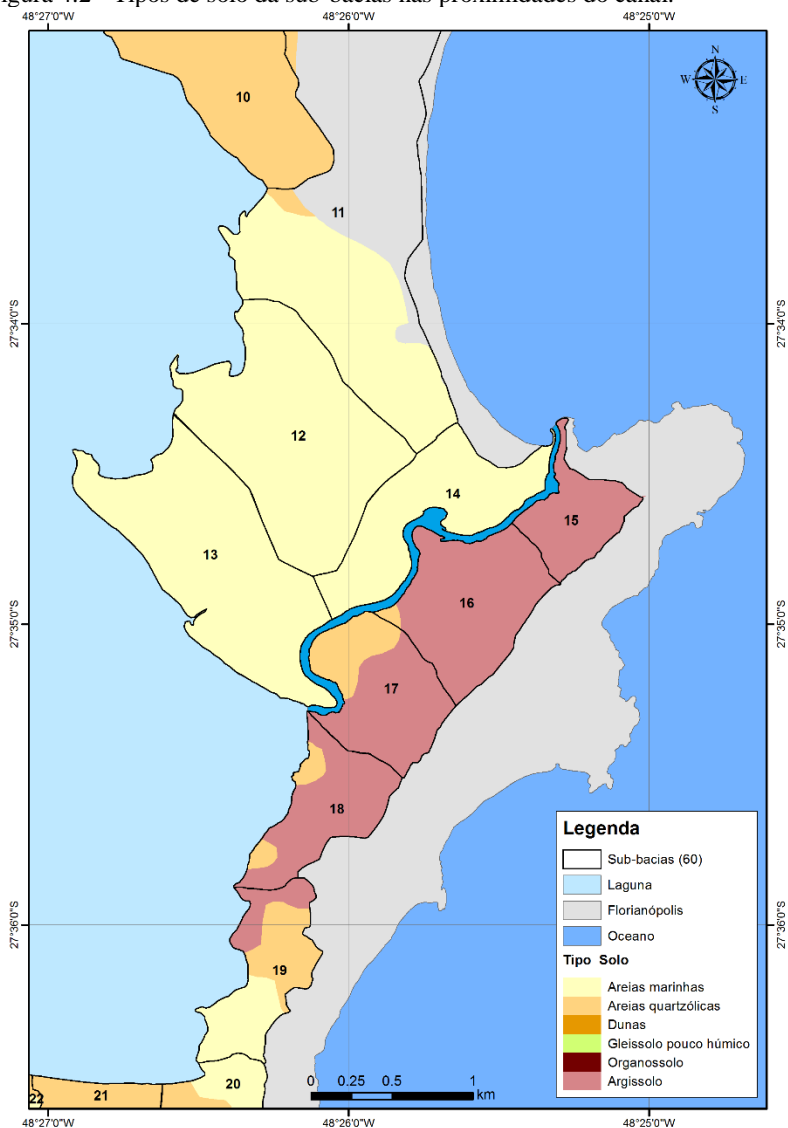 Figura 4.2 - Tipos de solo da sub-bacias nas proximidades do canal.
48°27'0"W 48°26'0"W 48°25'0"W
N
W E
S
10
11
27°34'0"S 27°34'0"S
12
14
15
13
16
27°35'0"S 27°35'0"S
17
18
Legenda
Sub-bacias (60)
Laguna
Florianópolis
Oceano
27°36'0"S 27°36'0"S
19
Tipo Solo
Areias marinhas
Areias quartzólicas
Dunas
Gleissolo pouco húmico
Organossolo
Argissolo
20
21
22
0 0.25 0.5 1
km
48°27'0"W 48°26'0"W 48°25'0"W